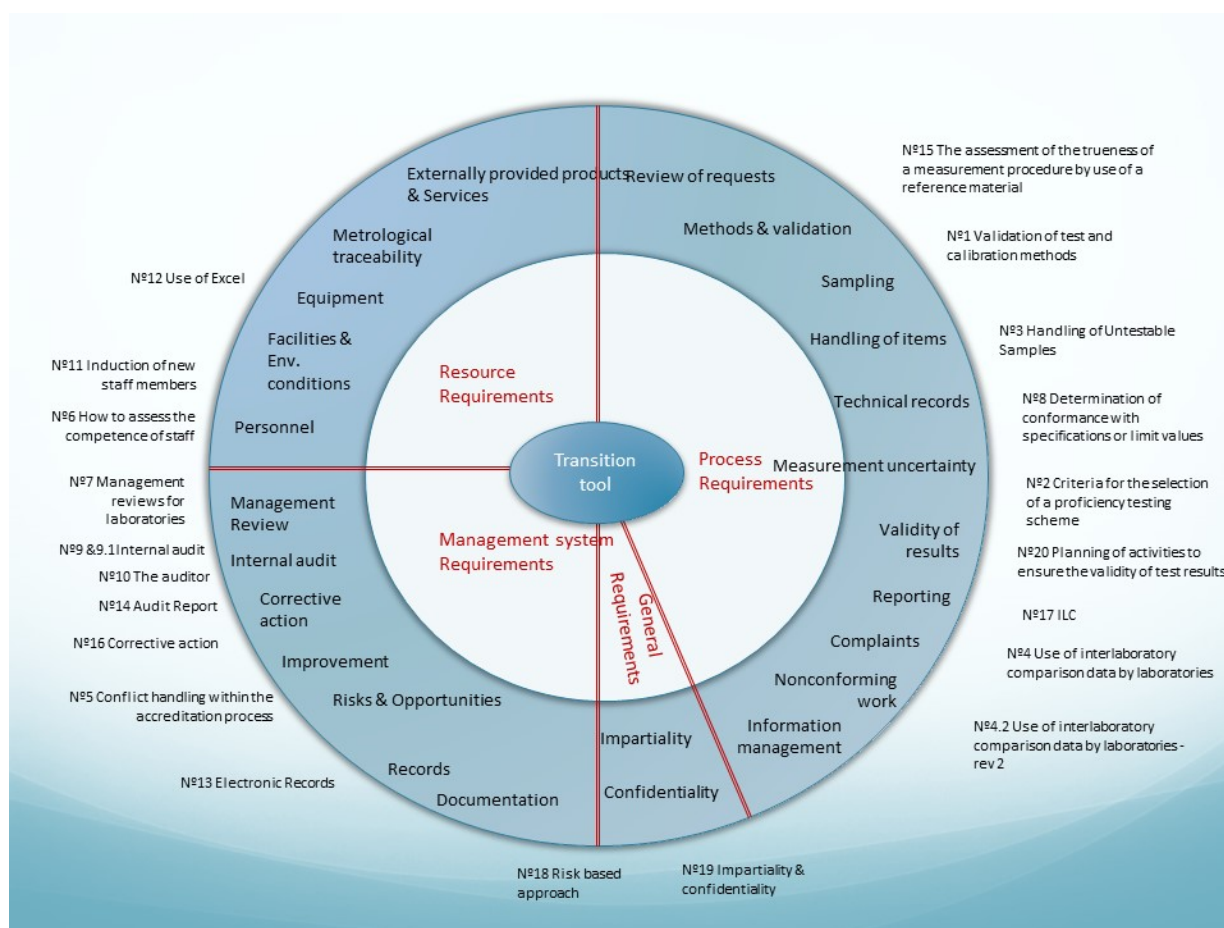 Externally provided products
& Services
Metrological
traceability
Equipment
Facilities &
Env.
conditions
Personnel
Review of requests
Methods & validation
Sampling
Handling of items
Technical records
Measurement uncertainty
Validity of
results
Reporting
Complaints
Nonconforming
work
Information
management
Impartiality
Confidentiality
Management
Review
Internal audit
Corrective
action
Improvement
Risks & Opportunities
Records
Documentation
Resource
Requirements
Process
Requirements
Management system
Requirements
General
Requirements
Transition
tool
Nº12 Use of Excel
Nº11 Induction of new
staff members
Nº6 How to assess the
competence of staff
Nº7 Management
reviews for
laboratories
Nº9 &9.1 Internal audit
Nº10 The auditor
Nº14 Audit Report
Nº16 Corrective action
Nº5 Conflict handling within the
accreditation process
Nº13 Electronic Records
Nº18 Risk based
approach
Nº19 Impartiality &
confidentiality
Nº15 The assessment of the trueness of
a measurement procedure by use of a
reference material
Nº1 Validation of test and
calibration methods
Nº3 Handling of Untestable
Samples
Nº8 Determination of
conformance with
specifications or limit values
Nº2 Criteria for the selection
of a proficiency testing
scheme
Nº20 Planning of activities to
ensure the validity of test results
Nº17 ILC
Nº4 Use of interlaboratory
comparison data by laboratories
Nº4.2 Use of interlaboratory
comparison data by laboratories -
rev 2